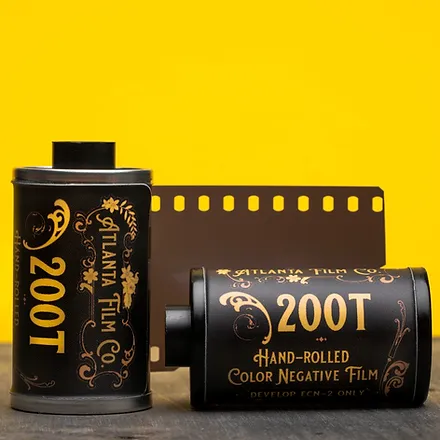 ATLANTA FILM CO.
200T
HAND-ROLLED
ATLANTA FILM CO.
200T
HAND-ROLLED
COLOR NEGATIVE FILM
DEVELOP ECN-2 ONLY